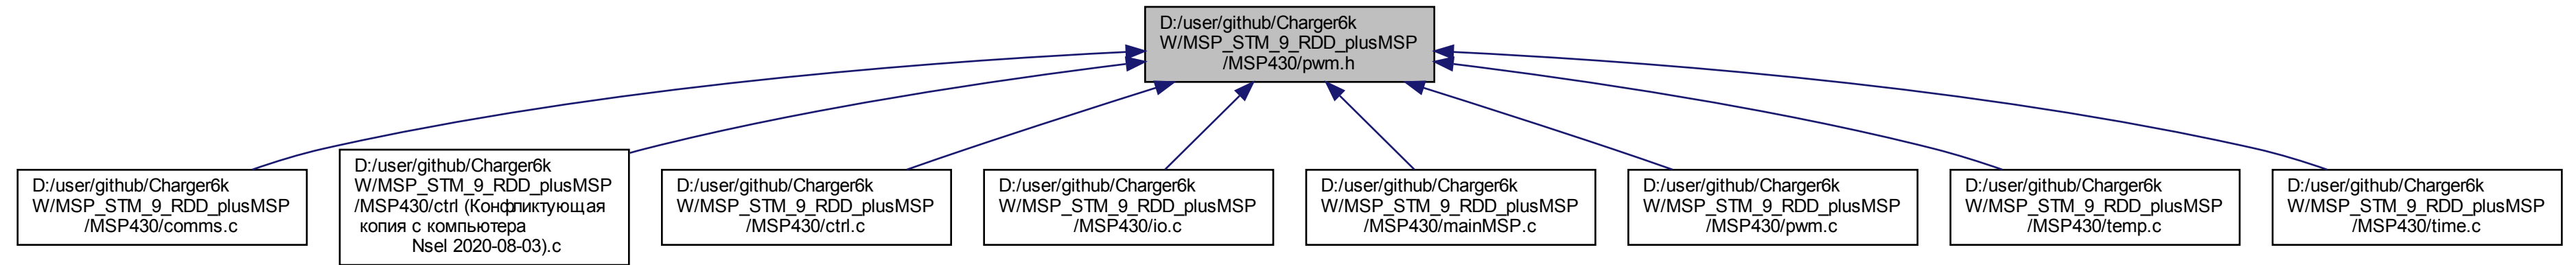 D:/user/github/Charger6k
W/MSP_STM_9_RDD_plusMSP
/MSP430/pwm.h
D:/user/github/Charger6k
W/MSP_STM_9_RDD_plusMSP
/MSP430/comms.c
D:/user/github/Charger6k
W/MSP_STM_9_RDD_plusMSP
/MSP430/ctrl (Конфликтующая
копия с компьютера
Nsel 2020-08-03).c
D:/user/github/Charger6k
W/MSP_STM_9_RDD_plusMSP
/MSP430/ctrl.c
D:/user/github/Charger6k
W/MSP_STM_9_RDD_plusMSP
/MSP430/io.c
D:/user/github/Charger6k
W/MSP_STM_9_RDD_plusMSP
/MSP430/mainMSP.c
D:/user/github/Charger6k
W/MSP_STM_9_RDD_plusMSP
/MSP430/pwm.c
D:/user/github/Charger6k
W/MSP_STM_9_RDD_plusMSP
/MSP430/temp.c
D:/user/github/Charger6k
W/MSP_STM_9_RDD_plusMSP
/MSP430/time.c